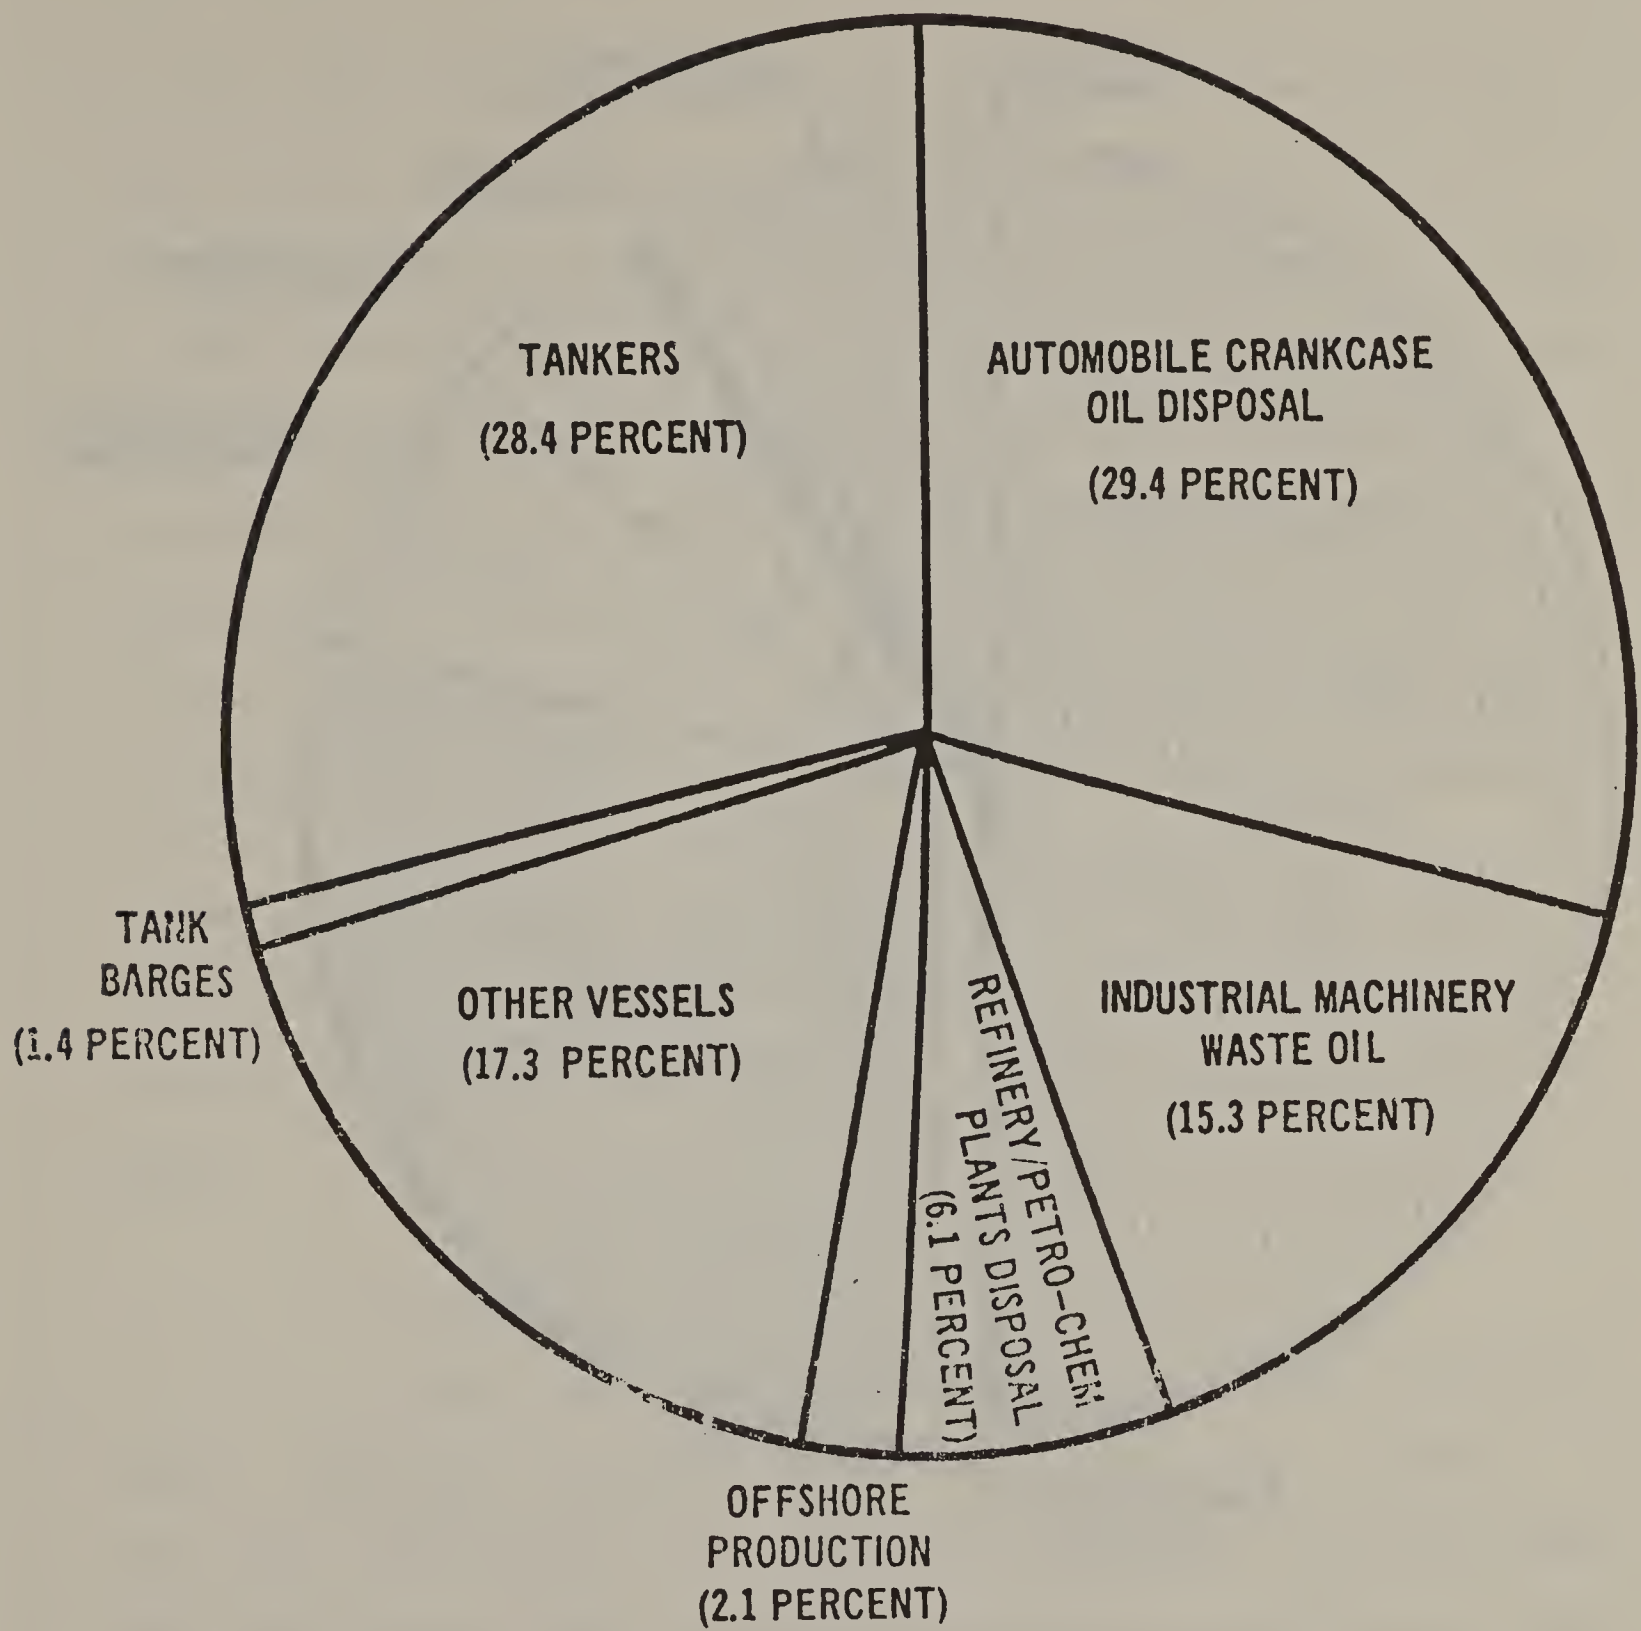 TANKERS
(28.4 PERCENT)
AUTOMOBILE CRANKCASE
OIL DISPOSAL
(29.4 PERCENT)
TANK
BARGES
(1.4 PERCENT)
OTHER VESSELS
(17.3 PERCENT)
REFINERY/PETRO-CHEM
PLANTS DISPOSAL
(6.1 PERCENT)
INDUSTRIAL MACHINERY
WASTE OIL
(15.3 PERCENT)
OFFSHORE
PRODUCTION
(2.1 PERCENT)